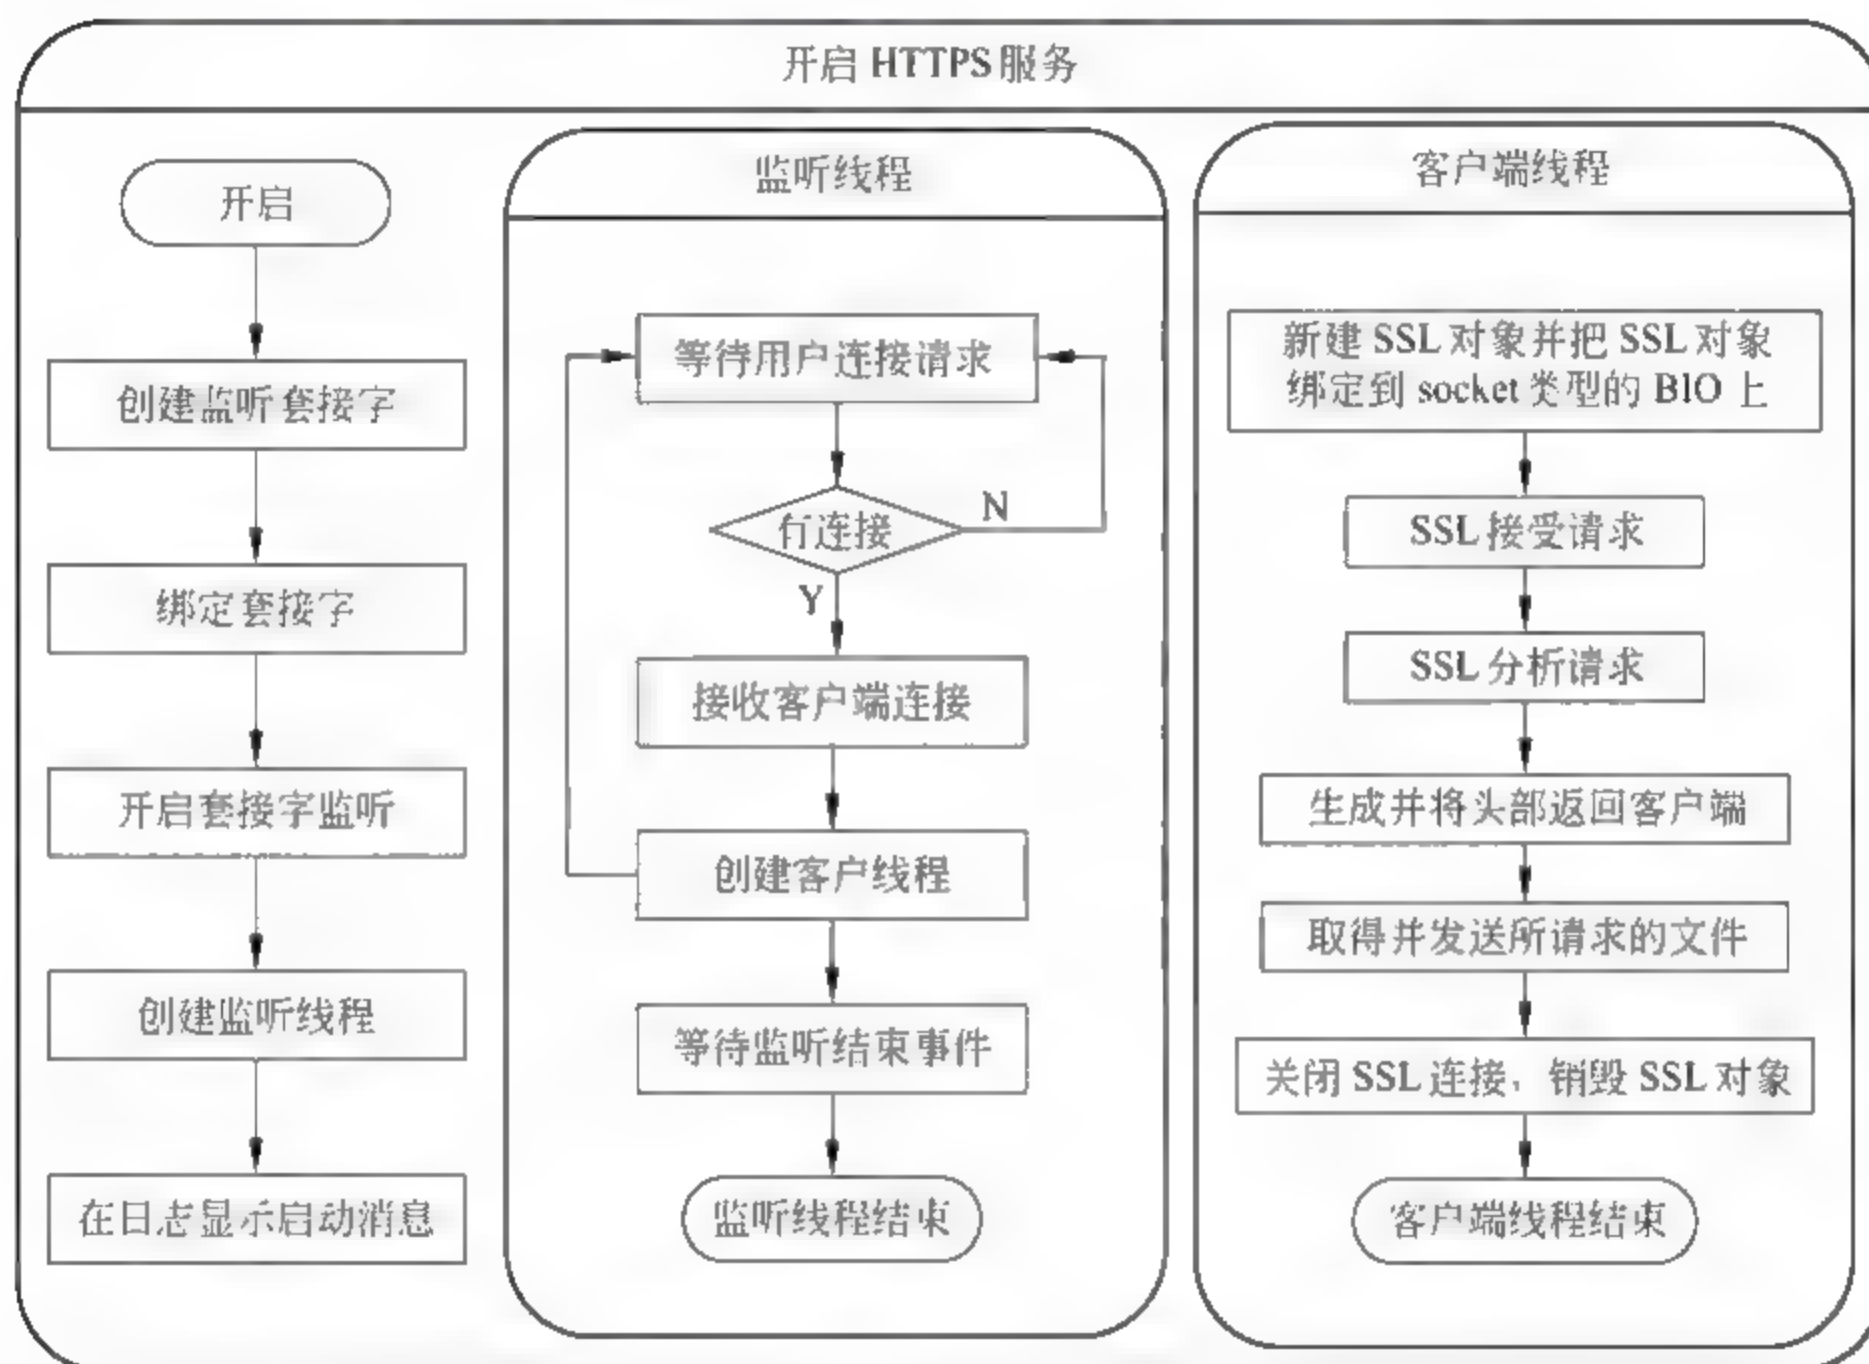 开启 HTTPS 服务
开启
创建监听套接字
绑定套接字
开启套接字监听
创建监听线程
在日志显示启动消息
监听线程
等待用户连接请求
有连接
N
Y
接收客户端连接
创建客户线程
等待监听结束事件
监听线程结束
客户端线程
新建 SSL 对象并把 SSL 对象
绑定到 socket 类型的 BIO 上
SSL 接受请求
SSL 分析请求
生成并将头部返回客户端
取得并发送所请求的文件
关闭 SSL 连接，销毁 SSL 对象
客户端线程结束